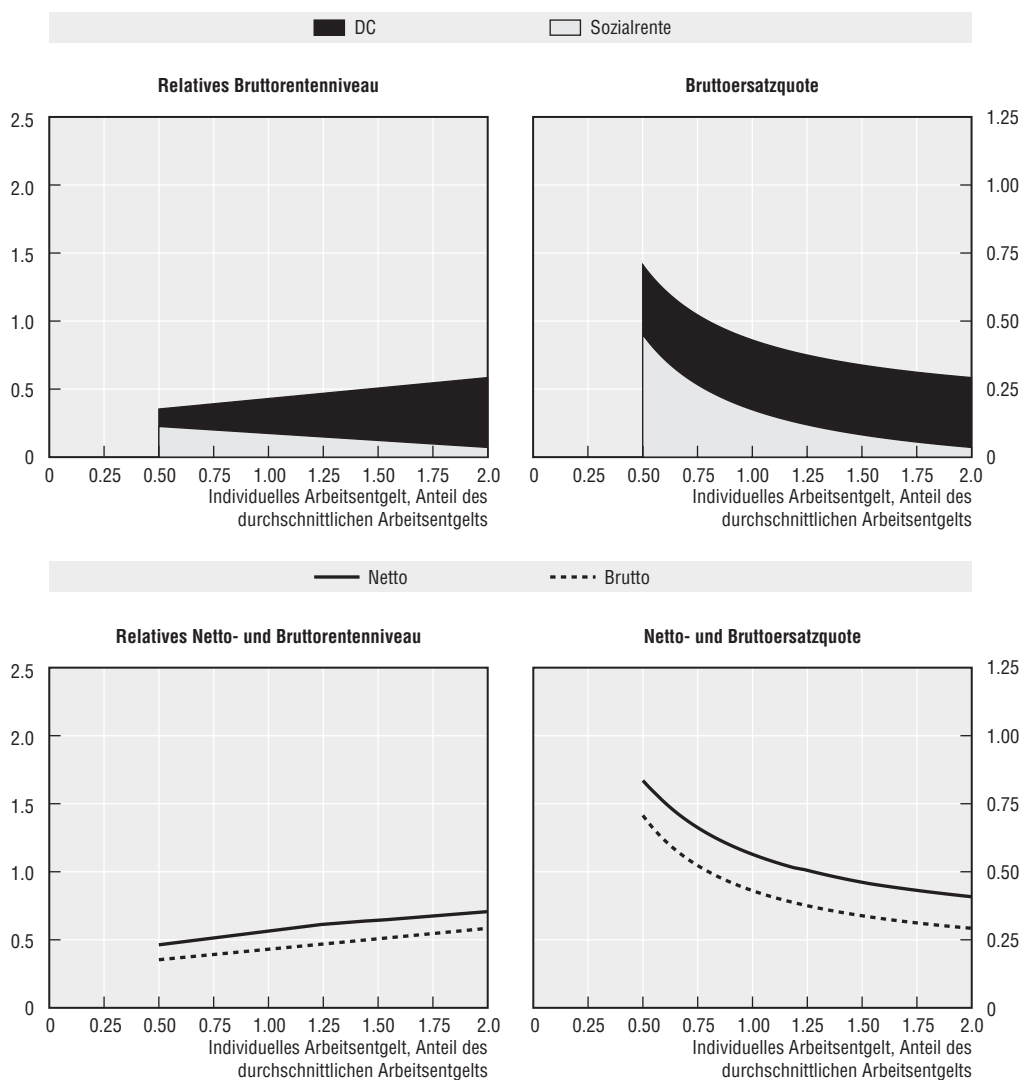 DC Sozialrente
Relatives Bruttorentenniveau
2.5
2.0
1.5
1.0
0.5
0
0 0.25 0.50 0.75 1.00 1.25 1.50 1.75 2.0
Individuelles Arbeitsentgelt, Anteil des
durchschnittlichen Arbeitsentgelts
Bruttoersatzquote
1.25
1.00
0.75
0.50
0.25
0
0 0.25 0.50 0.75 1.00 1.25 1.50 1.75 2.0
Individuelles Arbeitsentgelt, Anteil des
durchschnittlichen Arbeitsentgelts
Netto Brutto
Relatives Netto- und Bruttorentenniveau
2.5
2.0
1.5
1.0
0.5
0
0 0.25 0.50 0.75 1.00 1.25 1.50 1.75 2.0
Individuelles Arbeitsentgelt, Anteil des
durchschnittlichen Arbeitsentgelts
Netto- und Bruttoersatzquote
1.25
1.00
0.75
0.50
0.25
0
0 0.25 0.50 0.75 1.00 1.25 1.50 1.75 2.0
Individuelles Arbeitsentgelt, Anteil des
durchschnittlichen Arbeitsentgelts